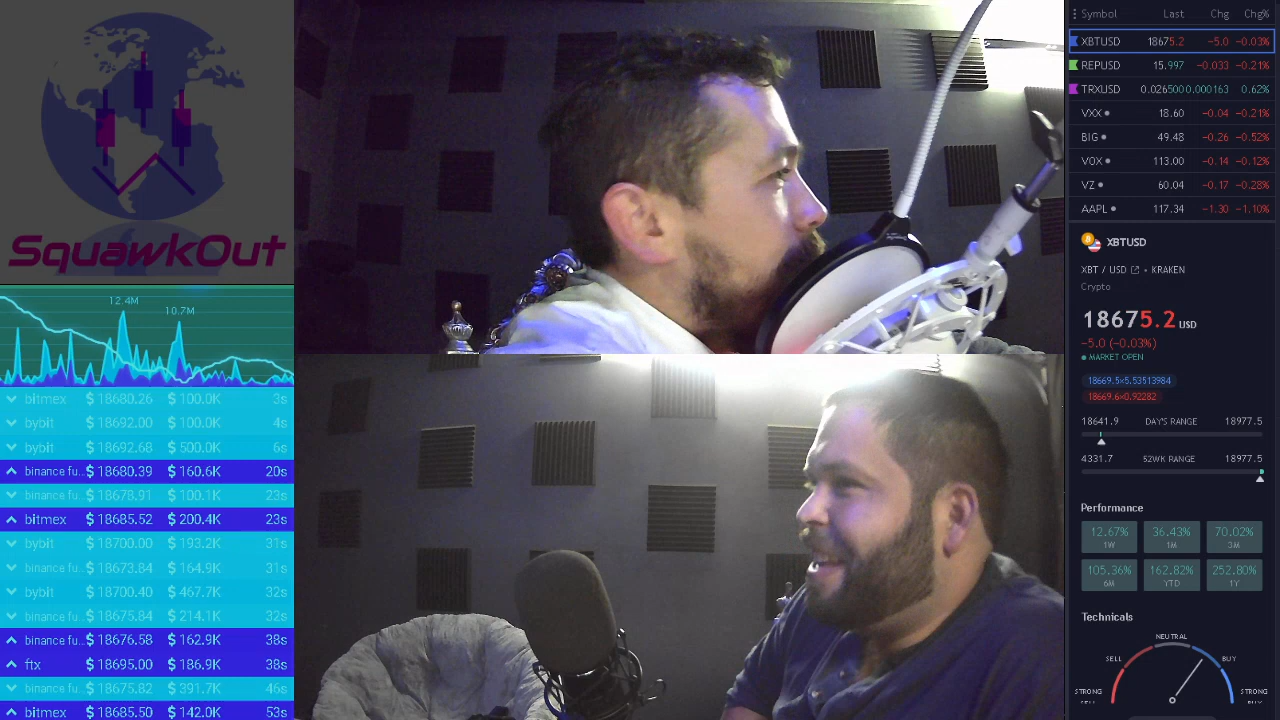 SquawkOut
12.4M
10.7M
bitmex $ 18680.26 $ 100.0K 3s
bybit $ 18692.00 $ 100.0K 4s
bybit $ 18692.68 $ 500.0K 6s
binance fu... $ 18680.39 $ 160.6K 20s
binance fu... $ 18678.91 $ 100.1K 23s
bitmex $ 18685.52 $ 200.4K 23s
bybit $ 18700.00 $ 193.2K 31s
binance fu... $ 18673.84 $ 164.9K 31s
bybit $ 18700.40 $ 467.7K 32s
binance fu... $ 18675.84 $ 214.1K 32s
binance fu... $ 18676.58 $ 162.9K 38s
ftx $ 18695.00 $ 186.9K 38s
binance fu... $ 18675.82 $ 391.7K 46s
bitmex $ 18685.50 $ 142.0K 53s
Symbol Last Chg Chg%
XBTUSD 18675.2 −5.0 −0.03%
REPUSD 15.997 −0.033 −0.21%
TRXUSD 0.0265000.000163 0.62%
VXX 18.60 −0.04 −0.21%
BIG 49.48 −0.26 −0.52%
VOX 113.00 −0.14 −0.12%
VZ 60.04 −0.17 −0.28%
AAPL 117.34 −1.30 −1.10%
XBTUSD
XBT / USD • KRAKEN
Crypto
18675.2 USD
−5.0 (−0.03%)
MARKET OPEN
18669.5×5.53513984
18669.6×0.92282
18641.9 DAY'S RANGE 18977.5
4331.7 52WK RANGE 18977.5
Performance
12.67% 36.43% 70.02%
1W 1M 3M
105.36% 162.82% 252.80%
6M YTD 1Y
Technicals
NEUTRAL
SELL BUY
STRONG STRONG